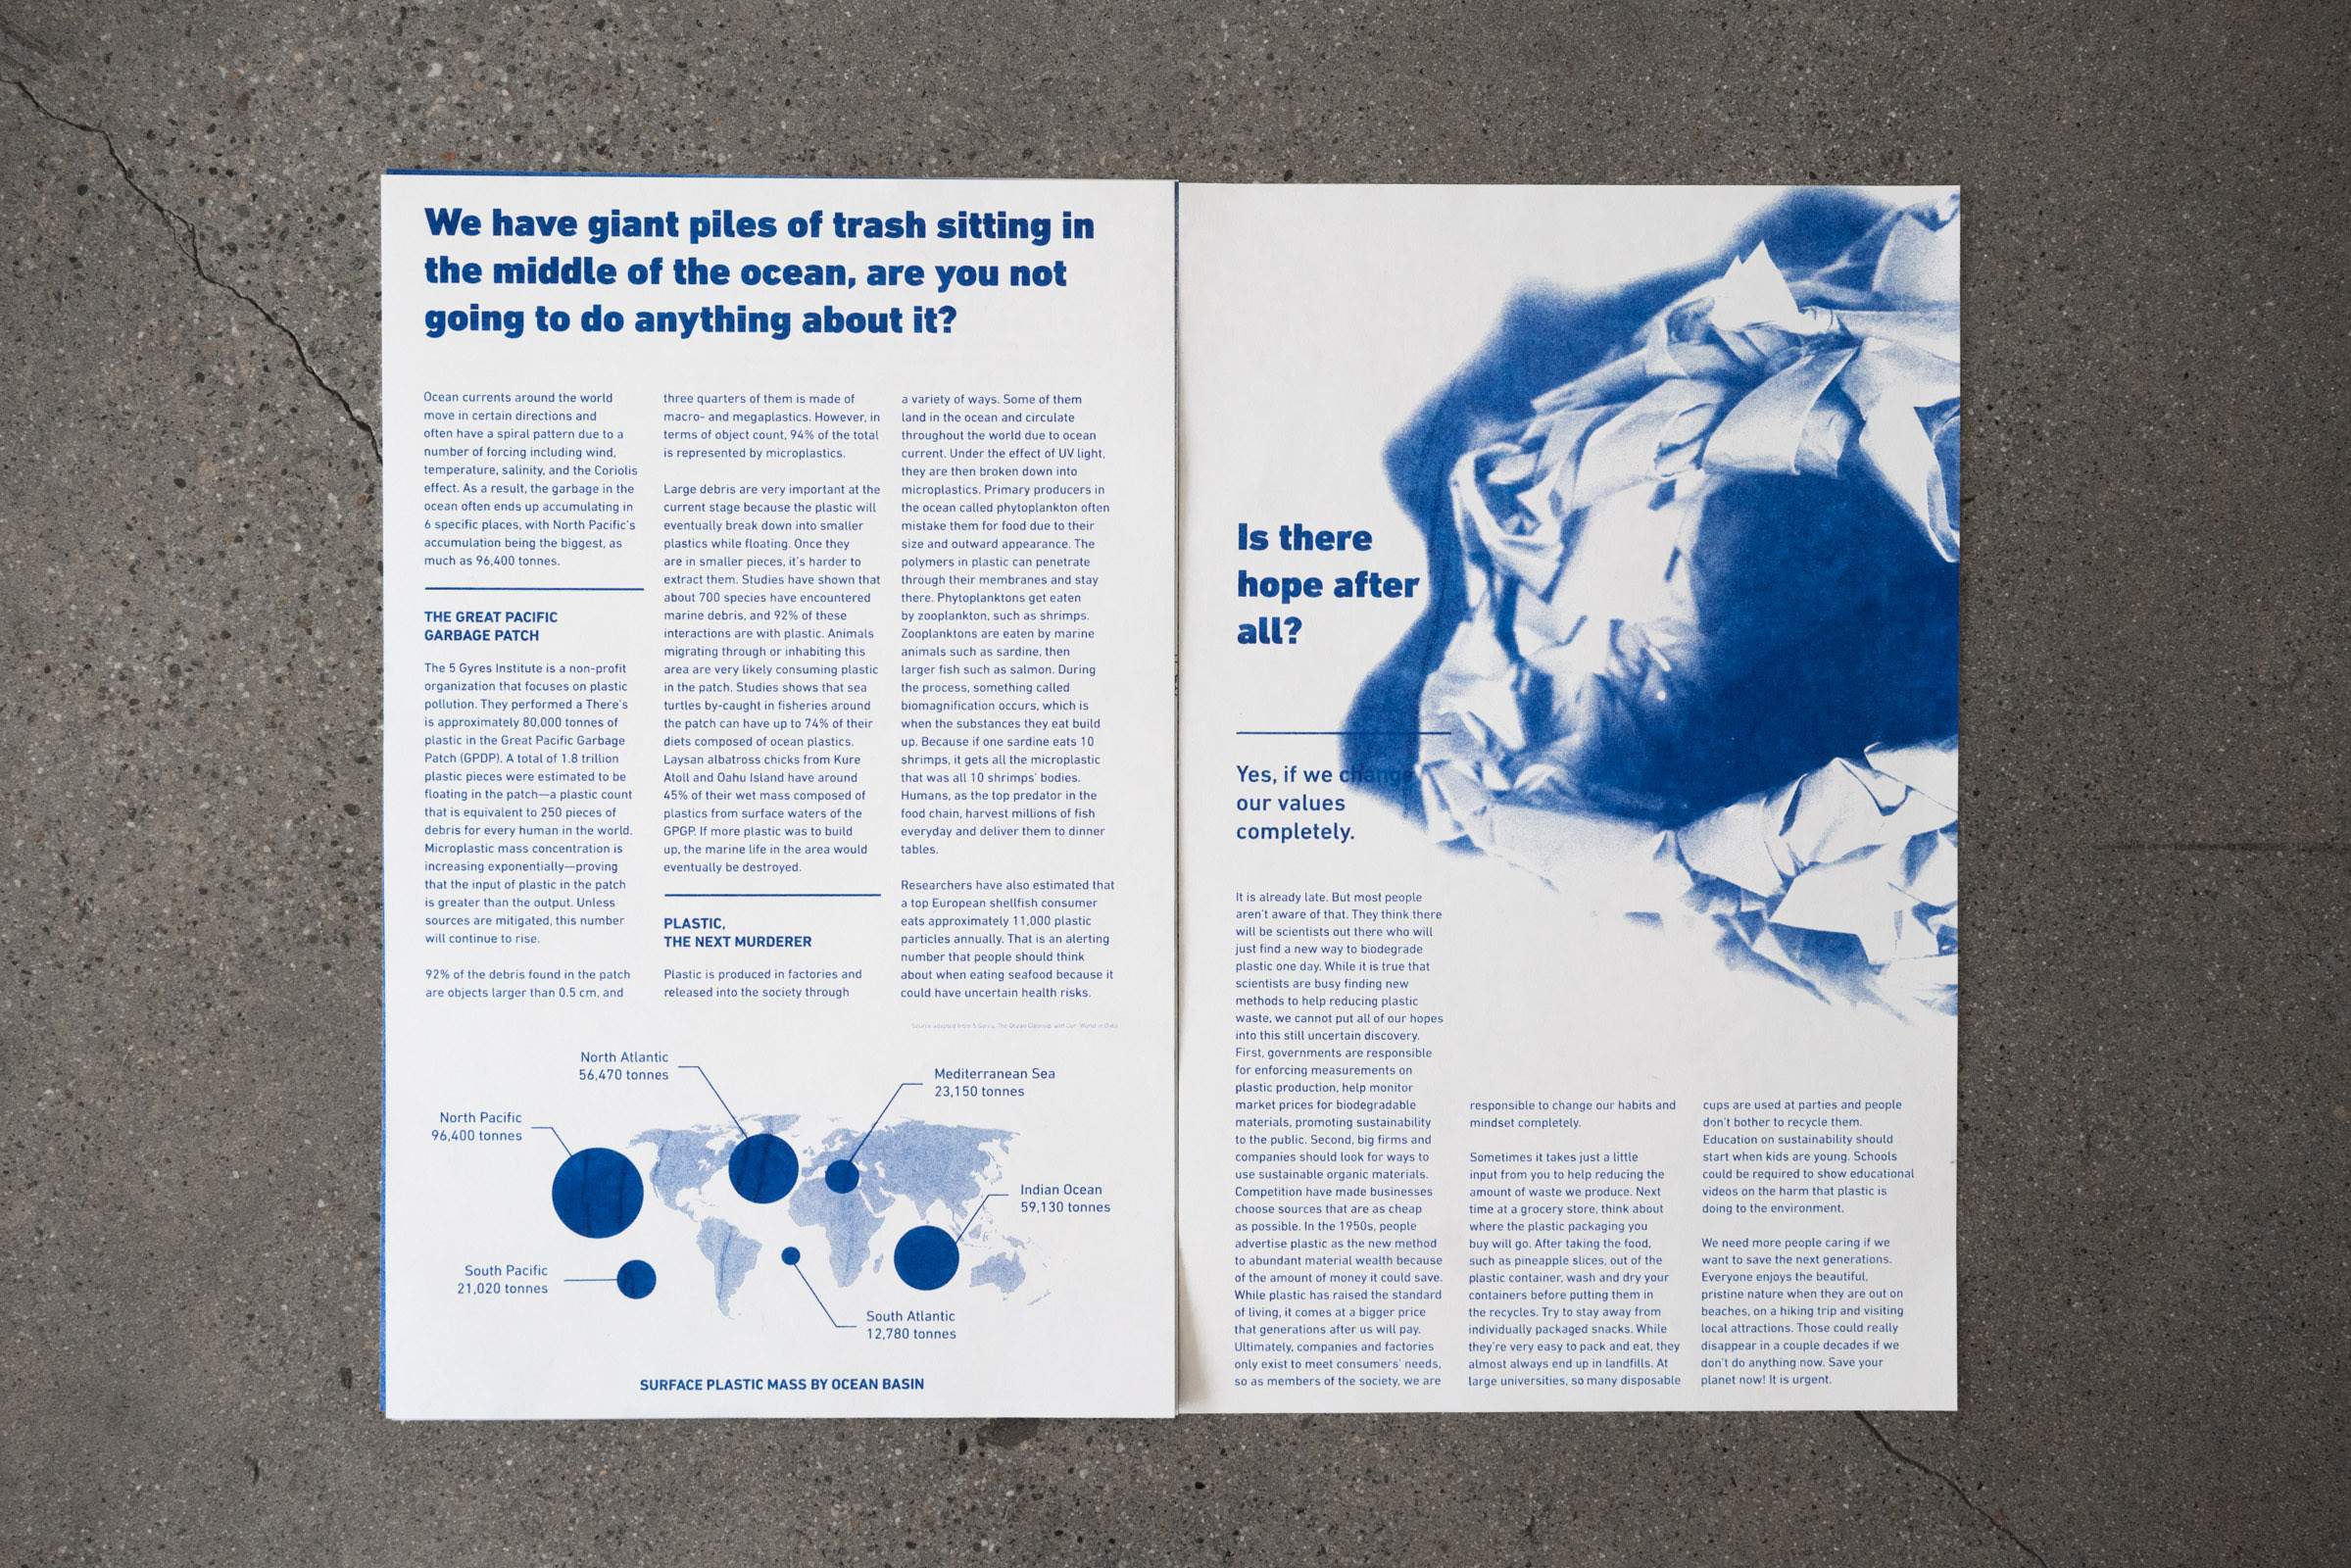 We have giant piles of trash sitting in
the middle of the ocean, are you not
going to do anything about it?
Ocean currents around the world
move in certain directions and
often have a spiral pattern due to a
number of forcing including wind,
temperature, salinity, and the Coriolis
effect. As a result, the garbage in the
ocean often ends up accumulating in
6 specific places, with North Pacific's
accumulation being the biggest, as
much as 96,400 tonnes.
THE GREAT PACIFIC
GARBAGE PATCH
The 5 Gyres Institute is a non-profit
organization that focuses on plastic
pollution. They performed a There's
is approximately 80,000 tonnes of
plastic in the Great Pacific Garbage
Patch (GPDP). A total of 1.8 trillion
plastic pieces were estimated to be
floating in the patch—a plastic count
that is equivalent to 250 pieces of
debris for every human in the world.
Microplastic mass concentration is
increasing exponentially—proving
that the input of plastic in the patch
is greater than the output. Unless
sources are mitigated, this number
will continue to rise.
92% of the debris found in the patch
are objects larger than 0.5 cm, and
three quarters of them is made of
macro- and megaplastics. However, in
terms of object count, 94% of the total
is represented by microplastics.
Large debris are very important at the
current stage because the plastic will
eventually break down into smaller
plastics while floating. Once they
are in smaller pieces, it's harder to
extract them. Studies have shown that
about 700 species have encountered
marine debris, and 92% of these
interactions are with plastic. Animals
migrating through or inhabiting this
area are very likely consuming plastic
in the patch. Studies shows that sea
turtles by-caught in fisheries around
the patch can have up to 74% of their
diets composed of ocean plastics.
Laysan albatross chicks from Kure
Atoll and Oahu Island have around
45% of their wet mass composed of
plastics from surface waters of the
GPGP. If more plastic was to build
up, the marine life in the area would
eventually be destroyed.
PLASTIC,
THE NEXT MURDERER
Plastic is produced in factories and
released into the society through
a variety of ways. Some of them
land in the ocean and circulate
throughout the world due to ocean
current. Under the effect of UV light,
they are then broken down into
microplastics. Primary producers in
the ocean called phytoplankton often
mistake them for food due to their
size and outward appearance. The
polymers in plastic can penetrate
through their membranes and stay
there. Phytoplanktons get eaten
by zooplankton, such as shrimps.
Zooplanktons are eaten by marine
animals such as sardine, then
larger fish such as salmon. During
the process, something called
biomagnification occurs, which is
when the substances they eat build
up. Because if one sardine eats 10
shrimps, it gets all the microplastic
that was all 10 shrimps' bodies.
Humans, as the top predator in the
food chain, harvest millions of fish
everyday and deliver them to dinner
tables.
Researchers have also estimated that
a top European shellfish consumer
eats approximately 11,000 plastic
particles annually. That is an alerting
number that people should think
about when eating seafood because it
could have uncertain health risks.
Source adapted from 5 Gyres, The Ocean Cleanup, with Our World in Data
North Atlantic
56,470 tonnes
Mediterranean Sea
23,150 tonnes
North Pacific
96,400 tonnes
Indian Ocean
59,130 tonnes
South Pacific
21,020 tonnes
South Atlantic
12,780 tonnes
SURFACE PLASTIC MASS BY OCEAN BASIN
Is there
hope after
all?
Yes, if we change
our values
completely.
It is already late. But most people
aren't aware of that. They think there
will be scientists out there who will
just find a new way to biodegrade
plastic one day. While it is true that
scientists are busy finding new
methods to help reducing plastic
waste, we cannot put all of our hopes
into this still uncertain discovery.
First, governments are responsible
for enforcing measurements on
plastic production, help monitor
market prices for biodegradable
materials, promoting sustainability
to the public. Second, big firms and
companies should look for ways to
use sustainable organic materials.
Competition have made businesses
choose sources that are as cheap
as possible. In the 1950s, people
advertise plastic as the new method
to abundant material wealth because
of the amount of money it could save.
While plastic has raised the standard
of living, it comes at a bigger price
that generations after us will pay.
Ultimately, companies and factories
only exist to meet consumers' needs,
so as members of the society, we are
responsible to change our habits and
mindset completely.
Sometimes it takes just a little
input from you to help reducing the
amount of waste we produce. Next
time at a grocery store, think about
where the plastic packaging you
buy will go. After taking the food,
such as pineapple slices, out of the
plastic container, wash and dry your
containers before putting them in
the recycles. Try to stay away from
individually packaged snacks. While
they're very easy to pack and eat, they
almost always end up in landfills. At
large universities, so many disposable
cups are used at parties and people
don't bother to recycle them.
Education on sustainability should
start when kids are young. Schools
could be required to show educational
videos on the harm that plastic is
doing to the environment.
We need more people caring if we
want to save the next generations.
Everyone enjoys the beautiful,
pristine nature when they are out on
beaches, on a hiking trip and visiting
local attractions. Those could really
disappear in a couple decades if we
don't do anything now. Save your
planet now! It is urgent.